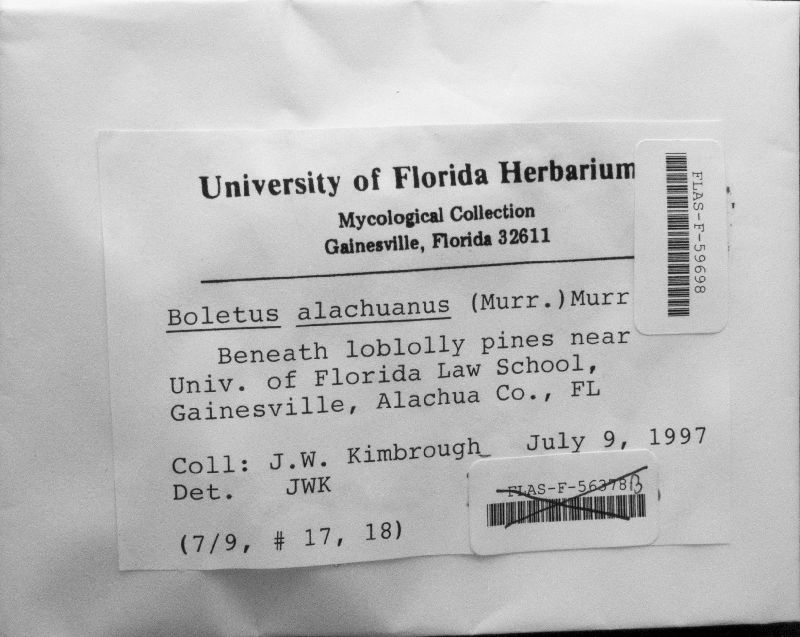 University of Florida Herbarium
Mycological Collection
Gainesville, Florida 32611
FLAS-F-59698
Boletus alachuanus (Murr.)Murr
Beneath loblolly pines near
Univ. of Florida Law School,
Gainesville, Alachua Co., FL
Coll: J.W. Kimbrough July 9, 1997
Det. JWK
FLAS-F-56378B
(7/9, # 17, 18)